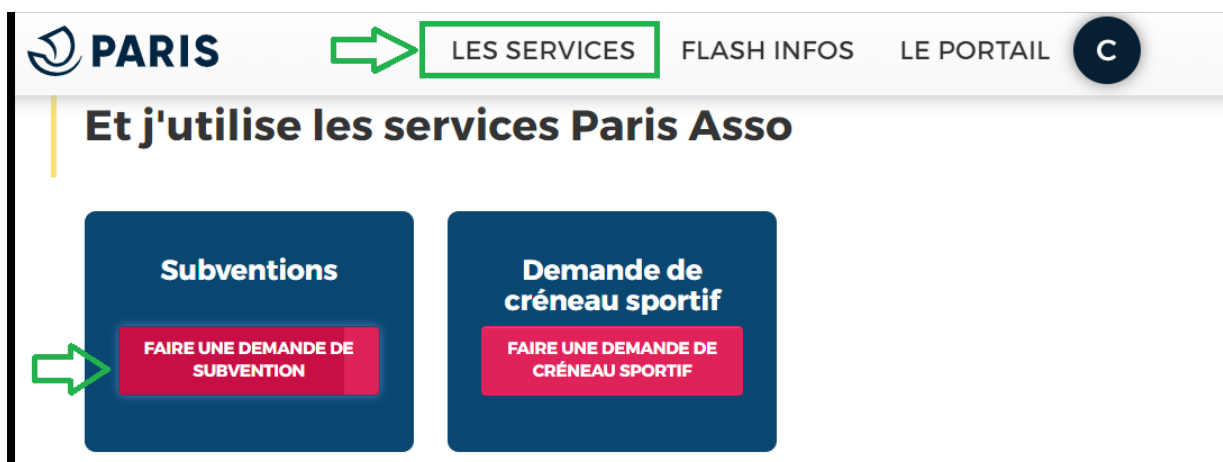 PARIS
LES SERVICES
FLASH INFOS
LE PORTAIL
C
Et j'utilise les services Paris Asso
Subventions
FAIRE UNE DEMANDE DE
SUBVENTION
Demande de
créneau sportif
FAIRE UNE DEMANDE DE
CRÉNEAU SPORTIF